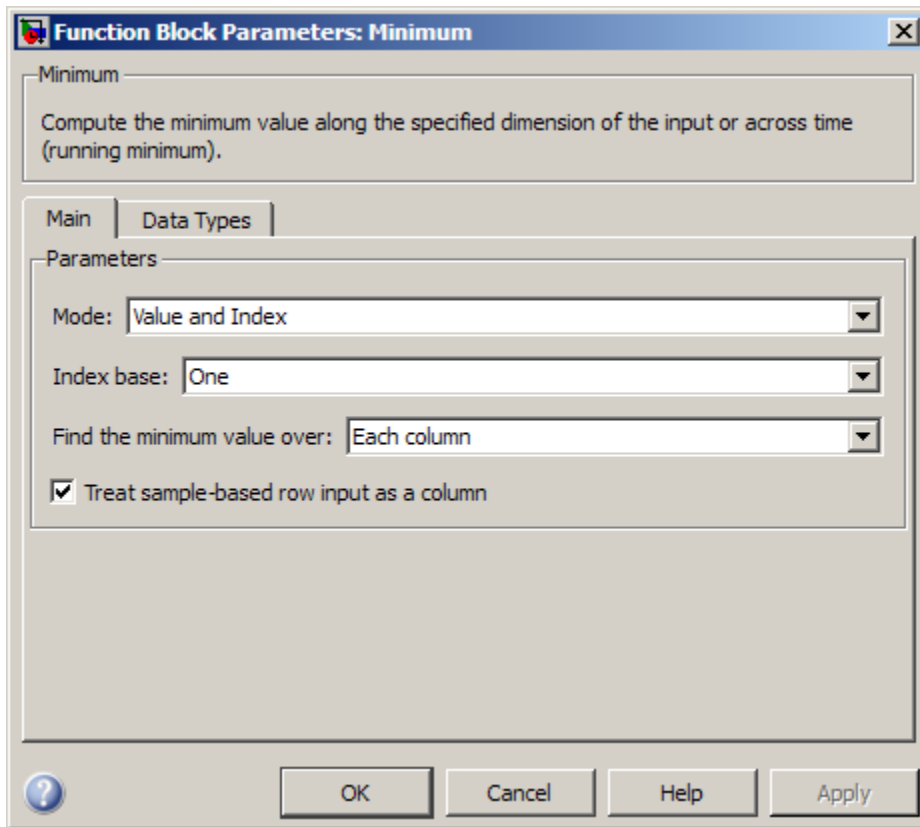 Function Block Parameters: Minimum
Minimum
Compute the minimum value along the specified dimension of the input or across time
(running minimum).
Main Data Types
Parameters
Mode: Value and Index
Index base: One
Find the minimum value over: Each column
Treat sample-based row input as a column
? OK Cancel Help Apply